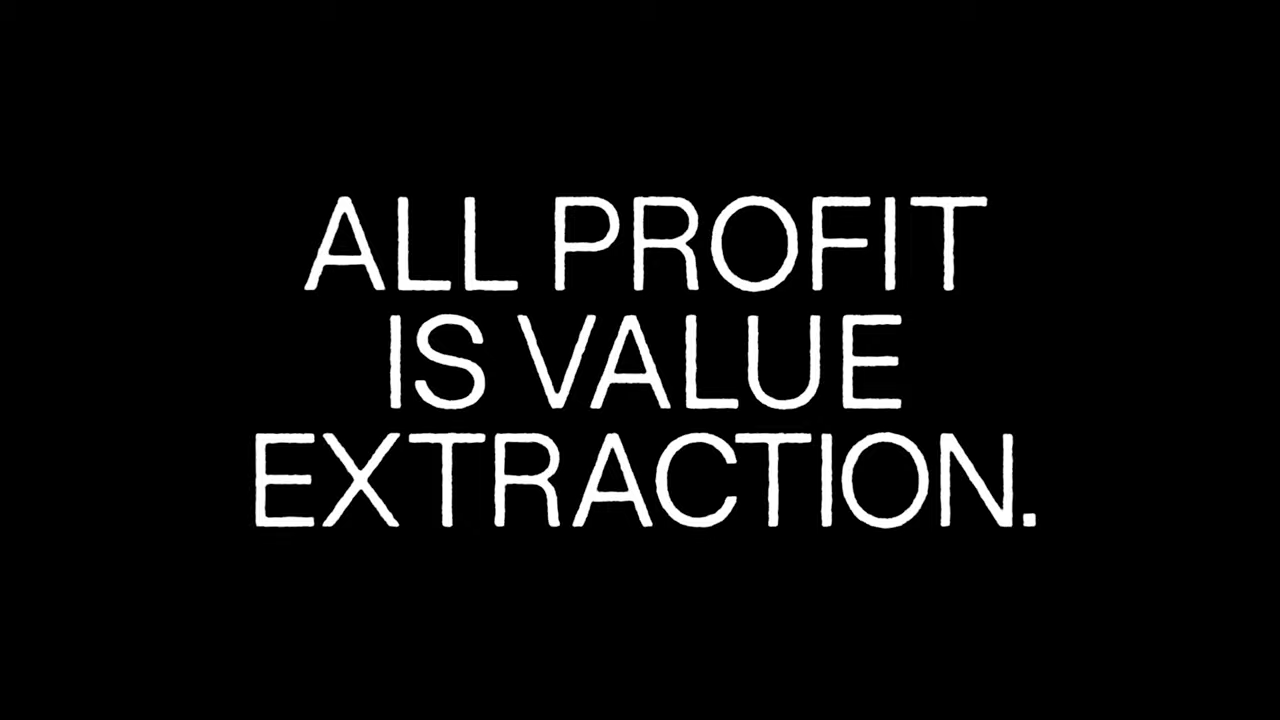 ALL PROFIT
IS VALUE
EXTRACTION.